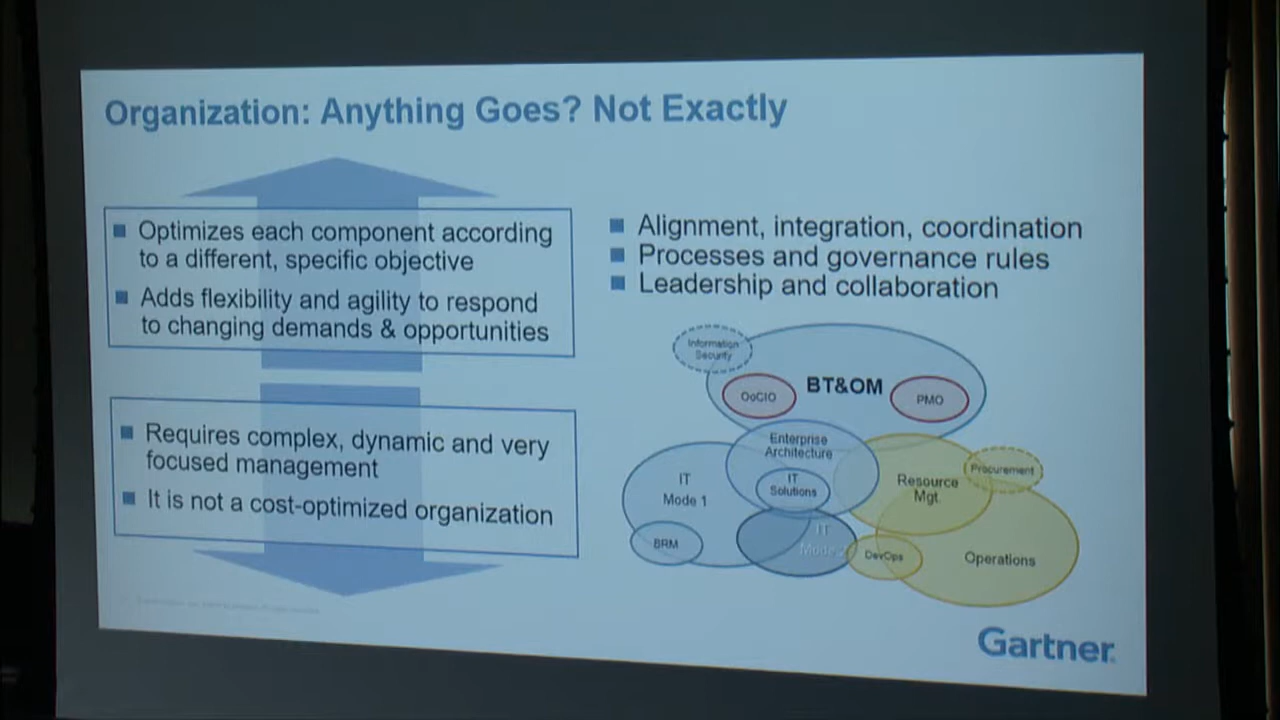 Organization: Anything Goes? Not Exactly
Optimizes each component according
to a different, specific objective
Adds flexibility and agility to respond
to changing demands & opportunities
Requires complex, dynamic and very
focused management
It is not a cost-optimized organization
Alignment, integration, coordination
Processes and governance rules
Leadership and collaboration
Information
Security
BT&OM
OoCIO
PMO
Enterprise
Architecture
IT
Solutions
IT
Mode 1
BRM
IT
Mode
DevOps
Resource
Mgt.
Procurement
Operations
Gartner